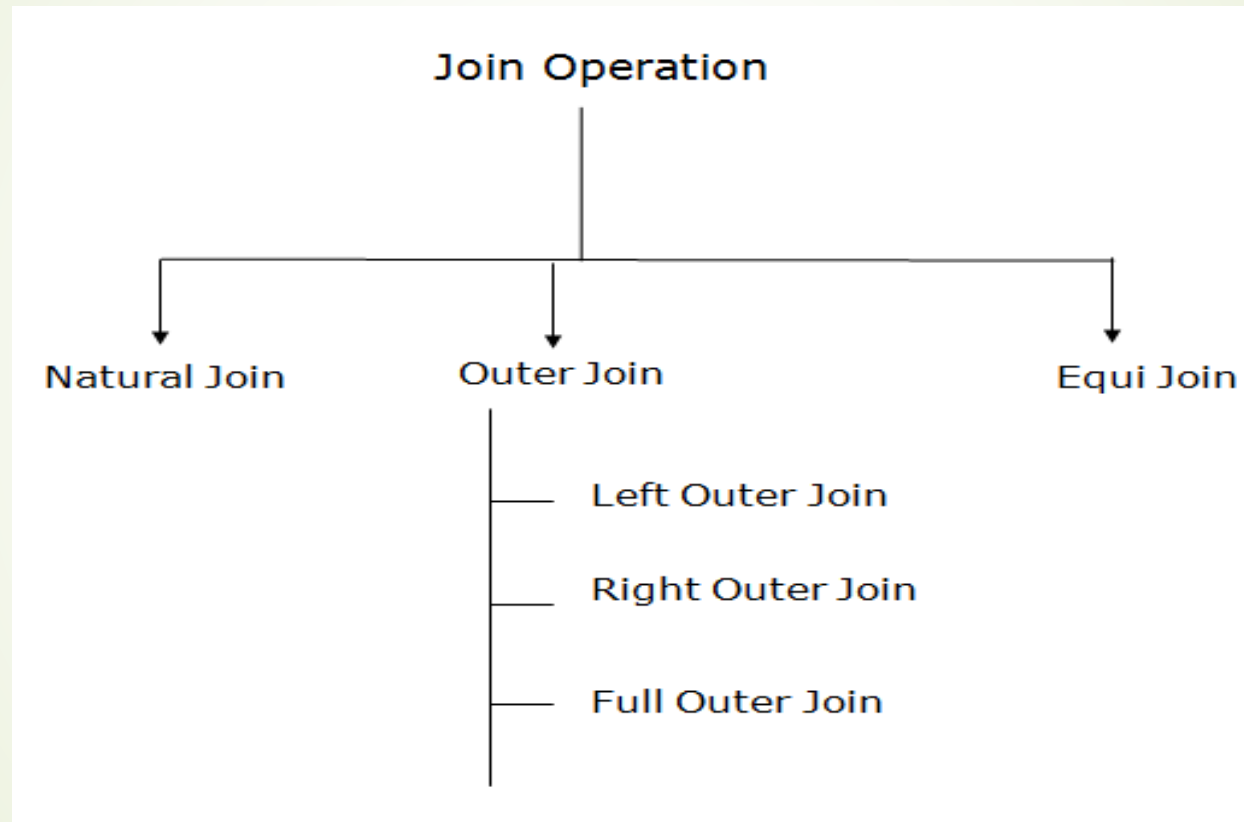 Join Operation
Natural Join
Outer Join
Equi Join
Left Outer Join
Right Outer Join
Full Outer Join